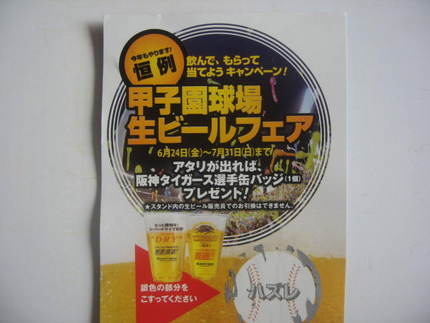 今年もやります!
恒例
飲んで、もらって
当てようキャンペーン!
甲子園球場
生ビールフェア
6月24日(金)～7月31日(日)まで
アタリが出れば、
阪神タイガース選手缶バッジ(1個)
プレゼント!
★スタンド内の生ビール販売員でのお引換はできません。
"DRY"
銀色の部分を
こすってください
ハズレ